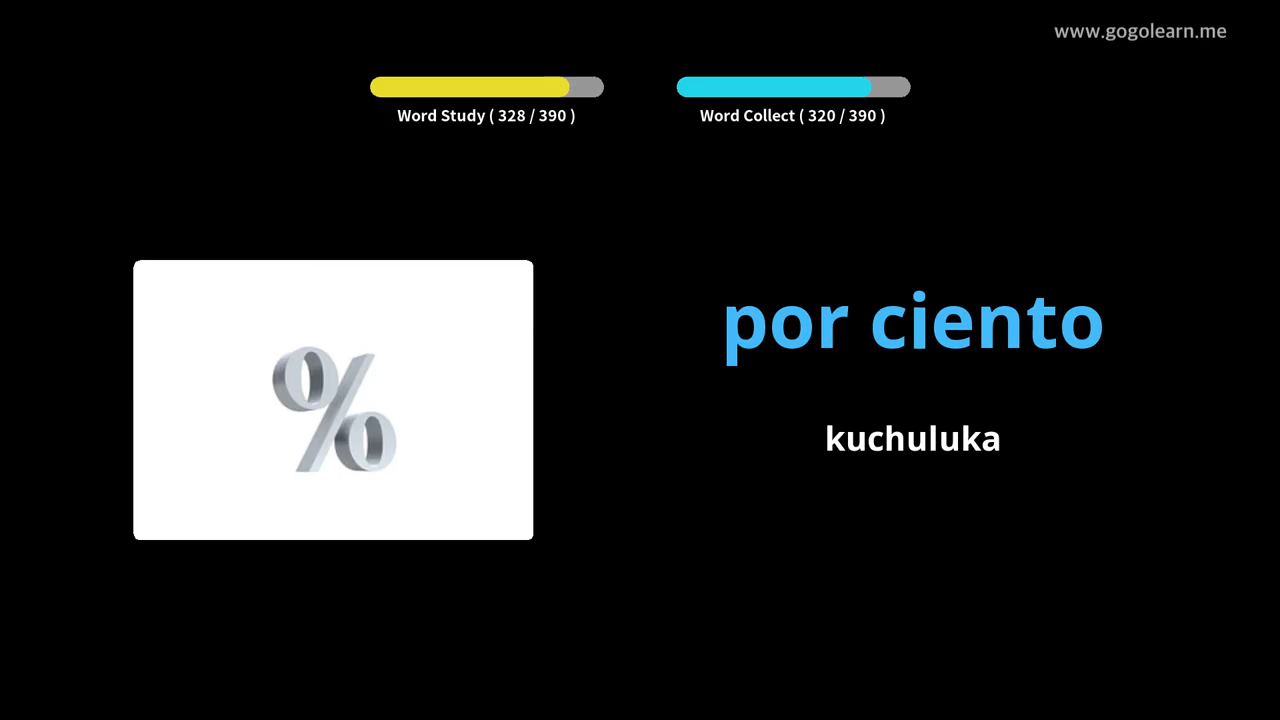 www.gogolearn.me
Word Study ( 328 / 390 )
Word Collect ( 320 / 390 )
%
por ciento
kuchuluka